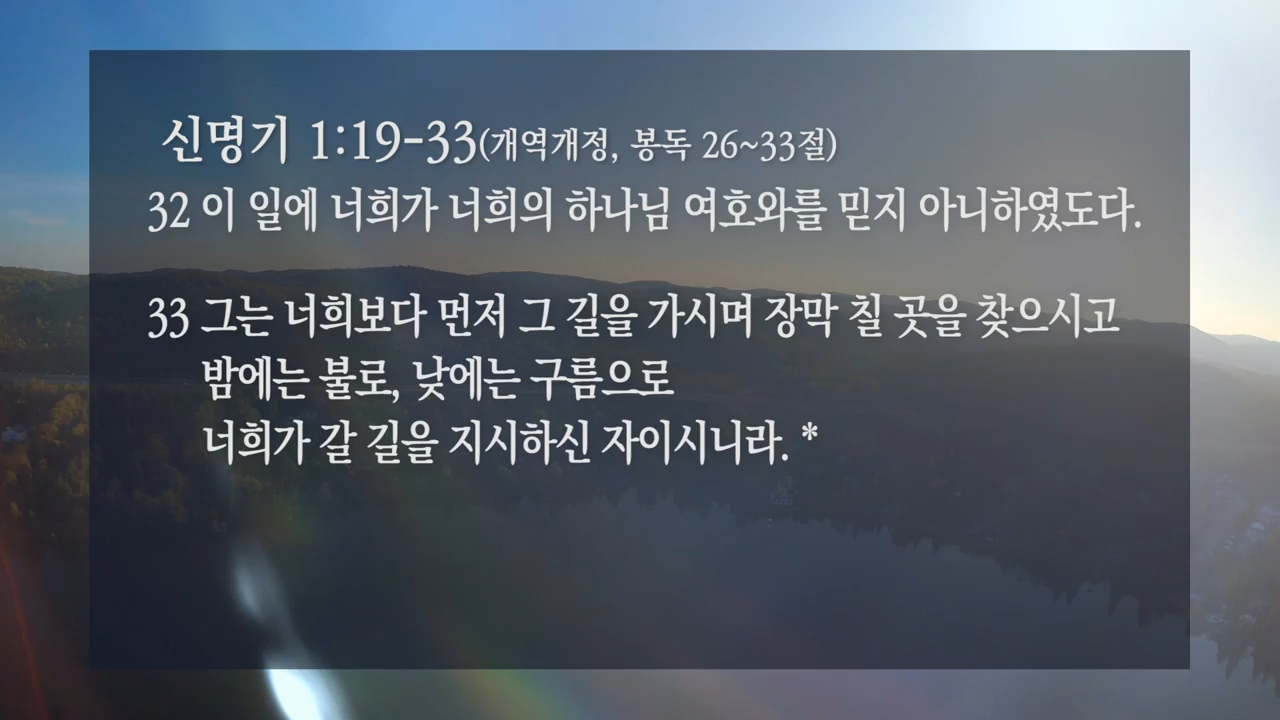 신명기 1:19-33(개역개정, 봉독 26~33절)
32 이 일에 너희가 너희의 하나님 여호와를 믿지 아니하였도다.
33 그는 너희보다 먼저 그 길을 가시며 장막 칠 곳을 찾으시고
밤에는 불로, 낮에는 구름으로
너희가 갈 길을 지시하신 자이시니라. *